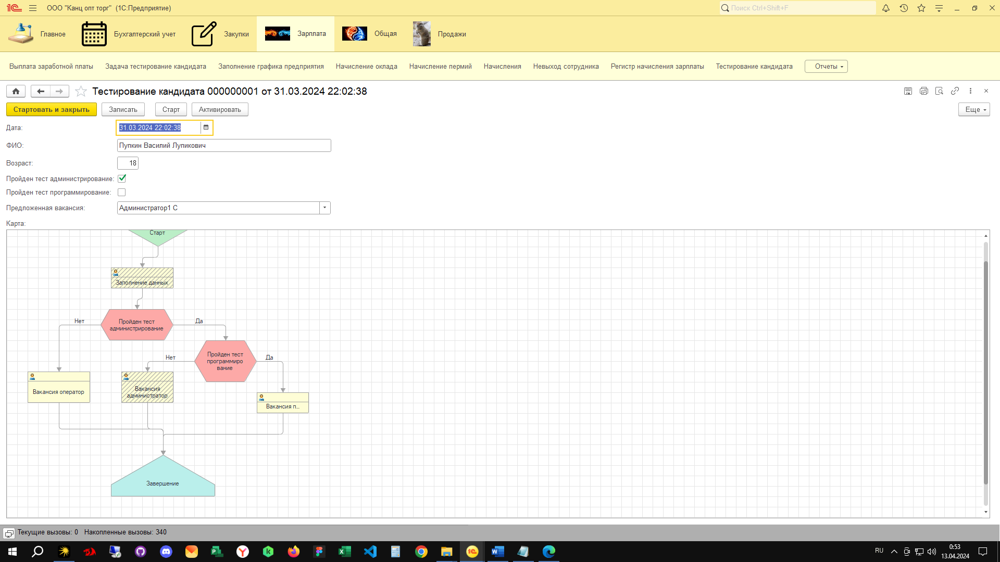 ООО "Канц опт торг" (1С:Предприятие)
Поиск Ctrl+Shift+F
Главное
Бухгалтерский учет
Закупки
Зарплата
Общая
Продажи
Выплата заработной платы
Задача тестирование кандидата
Заполнение графика предприятия
Начисление оклада
Начисление пермий
Начисления
Невыход сотрудника
Регистр начисления зарплаты
Тестирование кандидата
Отчеты
Тестирование кандидата 000000001 от 31.03.2024 22:02:38
Стартовать и закрыть
Записать
Старт
Активировать
Еще
Дата:
31.03.2024 22:02:38
ФИО:
Пупкин Василий Лупикович
Возраст:
18
Пройден тест администрирование:
Пройден тест программирование:
Предложенная вакансия:
Администратор1 С
Карта:
Старт
Заполнение данных
Нет
Пройден тест
администрирование
Да
Нет
Пройден тест
программиро
вание
Да
Вакансия оператор
Вакансия
администратор
Вакансия п...
Завершение
Текущие вызовы: 0 Накопленные вызовы: 340
RU
0:53
13.04.2024